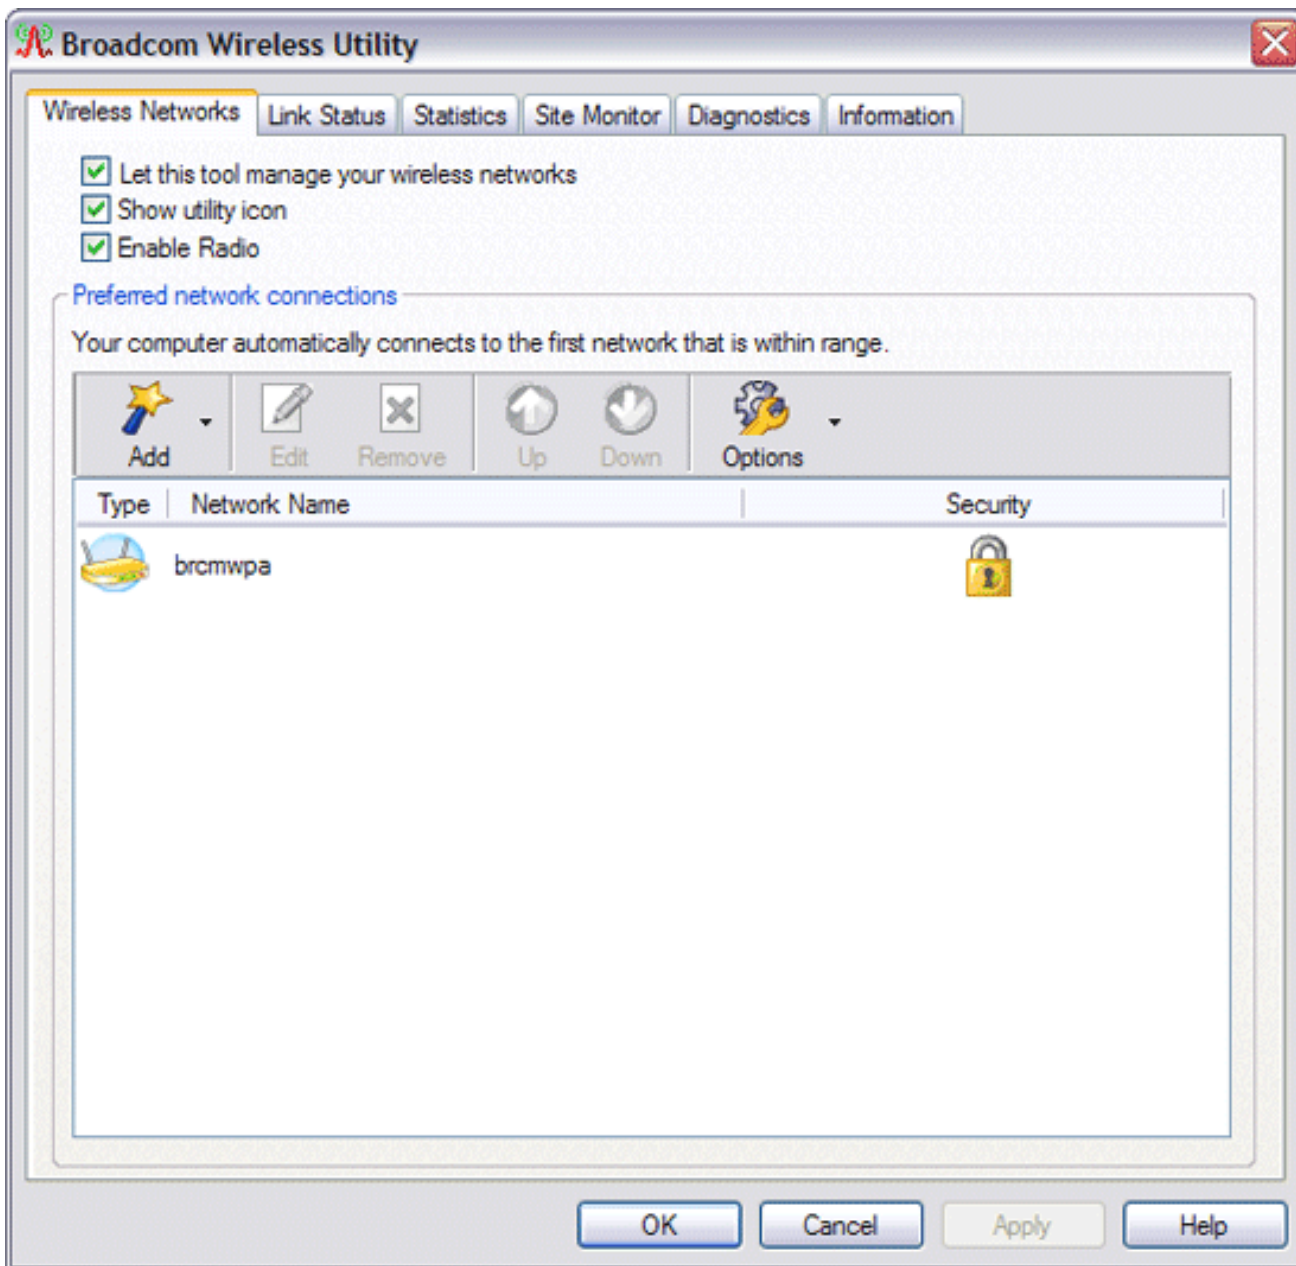 Broadcom Wireless Utility
Wireless Networks Link Status Statistics Site Monitor Diagnostics Information
Let this tool manage your wireless networks
Show utility icon
Enable Radio
Preferred network connections
Your computer automatically connects to the first network that is within range.
Add Edit Remove Up Down Options
Type Network Name Security
brcmwpa
OK Cancel Apply Help